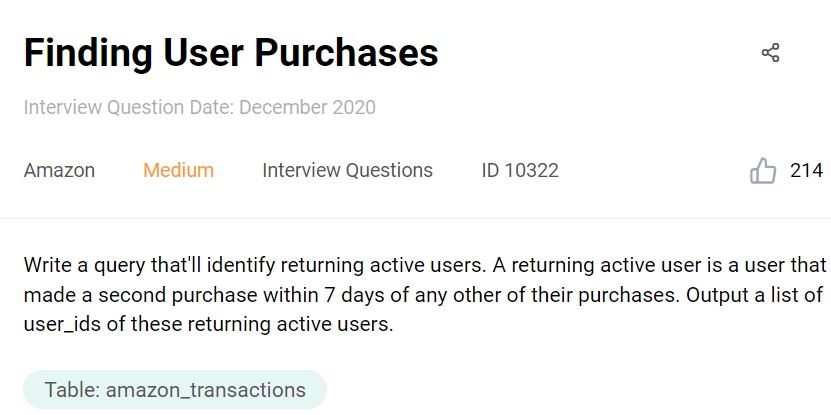 Finding User Purchases
Interview Question Date: December 2020
Amazon Medium Interview Questions ID 10322 214
Write a query that'll identify returning active users. A returning active user is a user that
made a second purchase within 7 days of any other of their purchases. Output a list of
user_ids of these returning active users.
Table: amazon_transactions